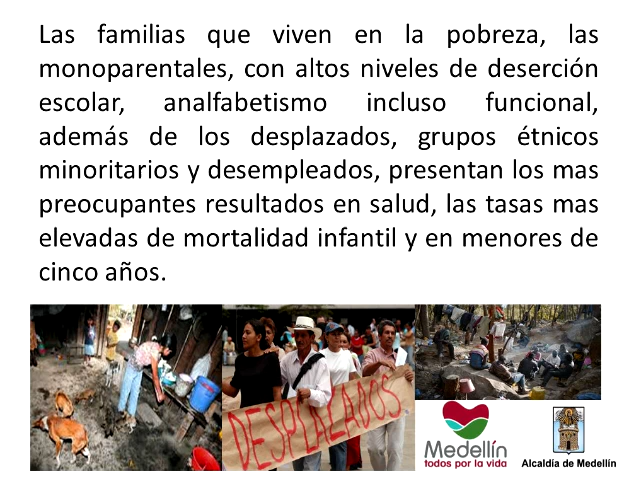 Las familias que viven en la pobreza, las
monoparentales, con altos niveles de deserción
escolar, analfabetismo incluso funcional,
además de los desplazados, grupos étnicos
minoritarios y desempleados, presentan los mas
preocupantes resultados en salud, las tasas mas
elevadas de mortalidad infantil y en menores de
cinco años.
DESPLAZADOS
Medellín
todos por la vida
Alcaldía de Medellín